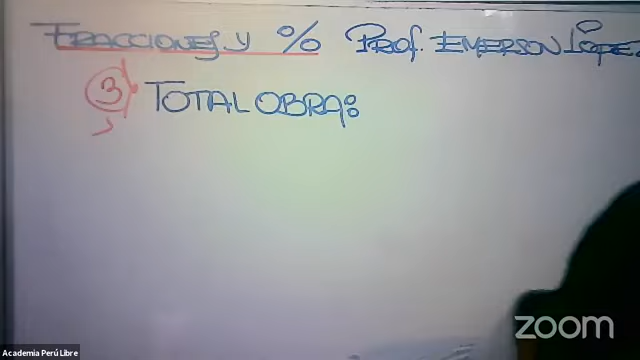 FRACCIONES Y % PROF. EMERSON LÓPEZ
3) TOTAL OBRA:
zoom
Academia Perú Libre